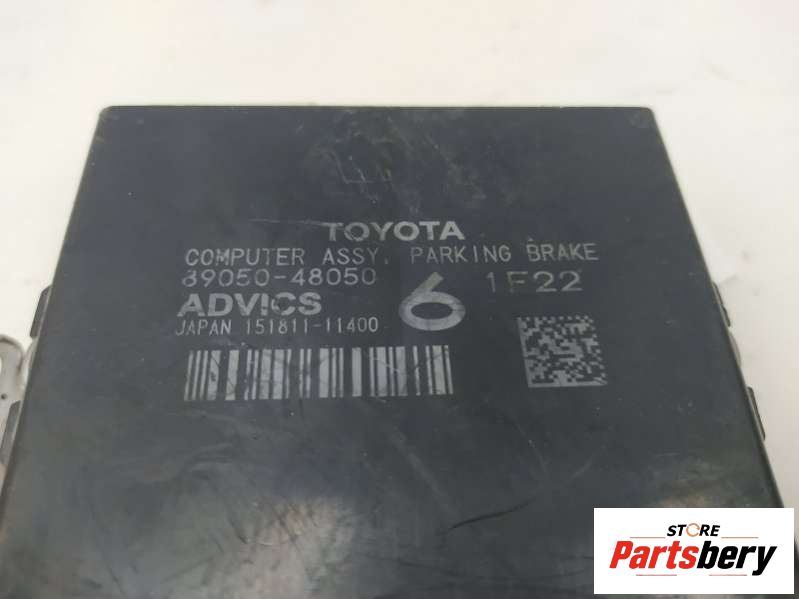 TOYOTA
COMPUTER ASSY, PARKING BRAKE
89050-48050
ADVICS 6 1F22
JAPAN 151811-11400
STORE
Partsbery